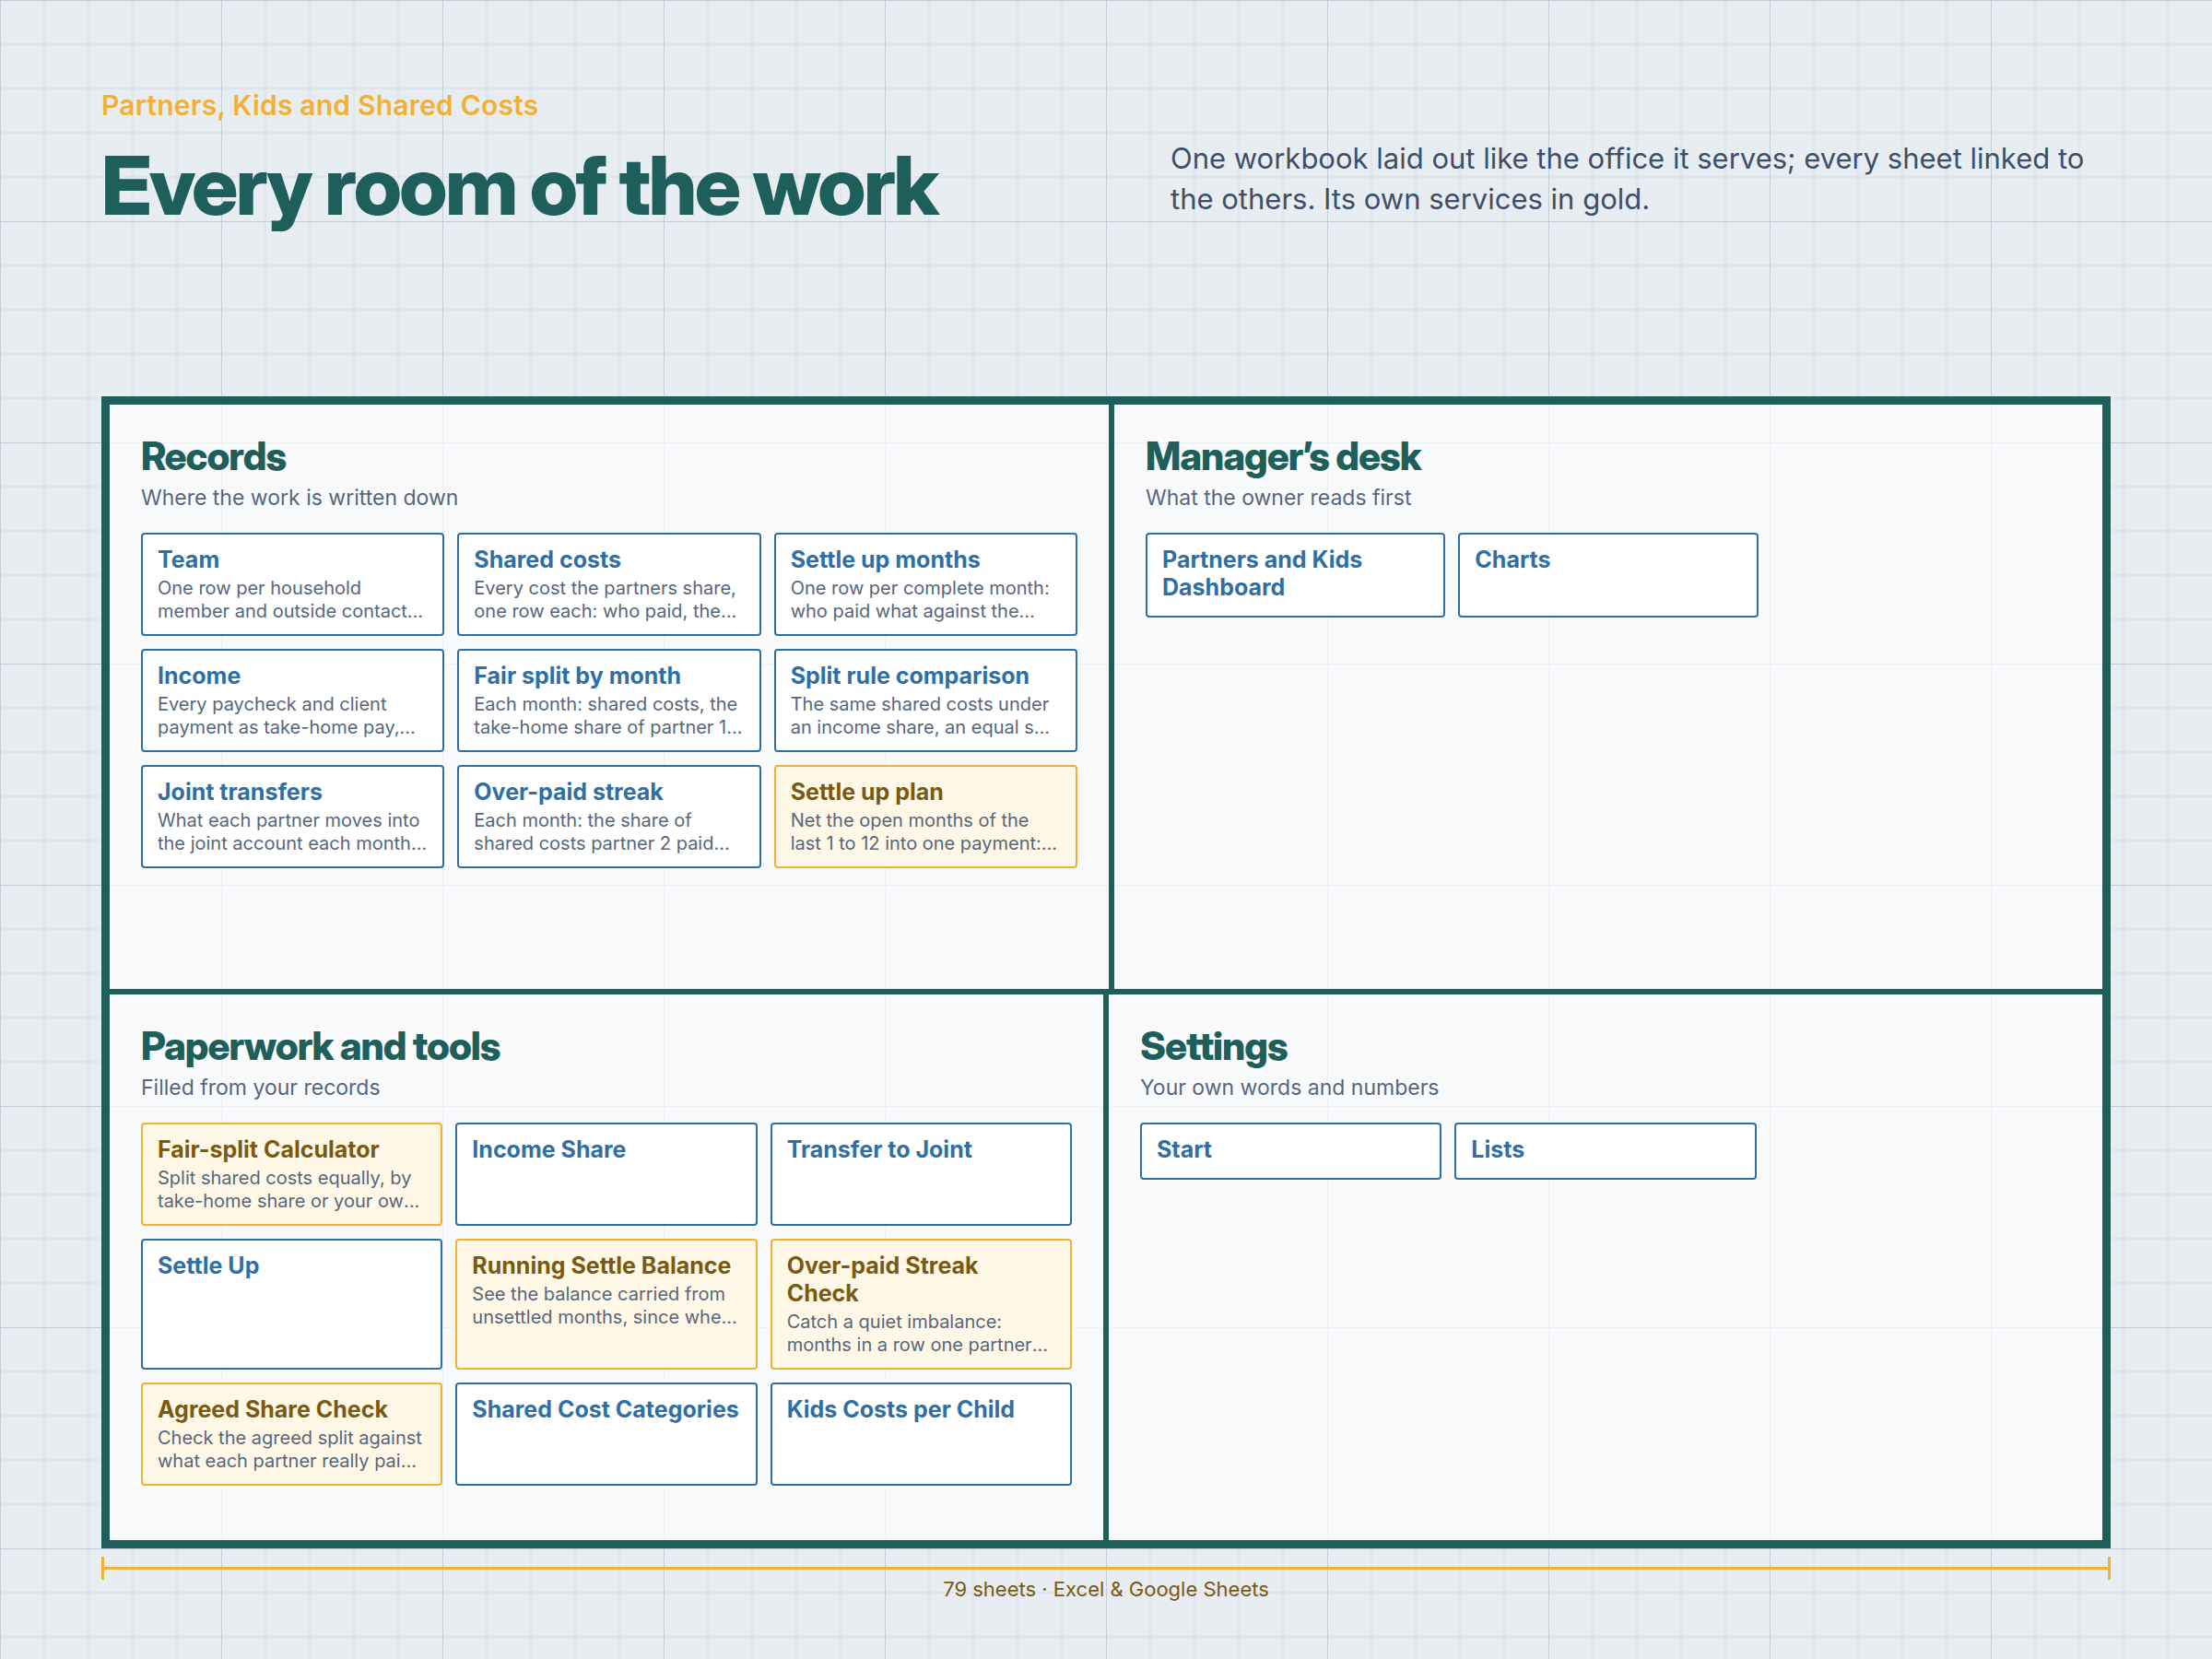 Partners, Kids and Shared Costs
Every room of the work
One workbook laid out like the office it serves; every sheet linked to
the others. Its own services in gold.
Records
Where the work is written down
Team
One row per household
member and outside contact...
Shared costs
Every cost the partners share,
one row each: who paid, the...
Settle up months
One row per complete month:
who paid what against the...
Income
Every paycheck and client
payment as take-home pay,...
Fair split by month
Each month: shared costs, the
take-home share of partner 1...
Split rule comparison
The same shared costs under
an income share, an equal s...
Joint transfers
What each partner moves into
the joint account each month...
Over-paid streak
Each month: the share of
shared costs partner 2 paid...
Settle up plan
Net the open months of the
last 1 to 12 into one payment:...
Manager’s desk
What the owner reads first
Partners and Kids
Dashboard
Charts
Paperwork and tools
Filled from your records
Fair-split Calculator
Split shared costs equally, by
take-home share or your ow...
Income Share
Transfer to Joint
Settle Up
Running Settle Balance
See the balance carried from
unsettled months, since whe...
Over-paid Streak
Check
Catch a quiet imbalance:
months in a row one partner...
Agreed Share Check
Check the agreed split against
what each partner really pai...
Shared Cost Categories
Kids Costs per Child
Settings
Your own words and numbers
Start
Lists
79 sheets · Excel & Google Sheets